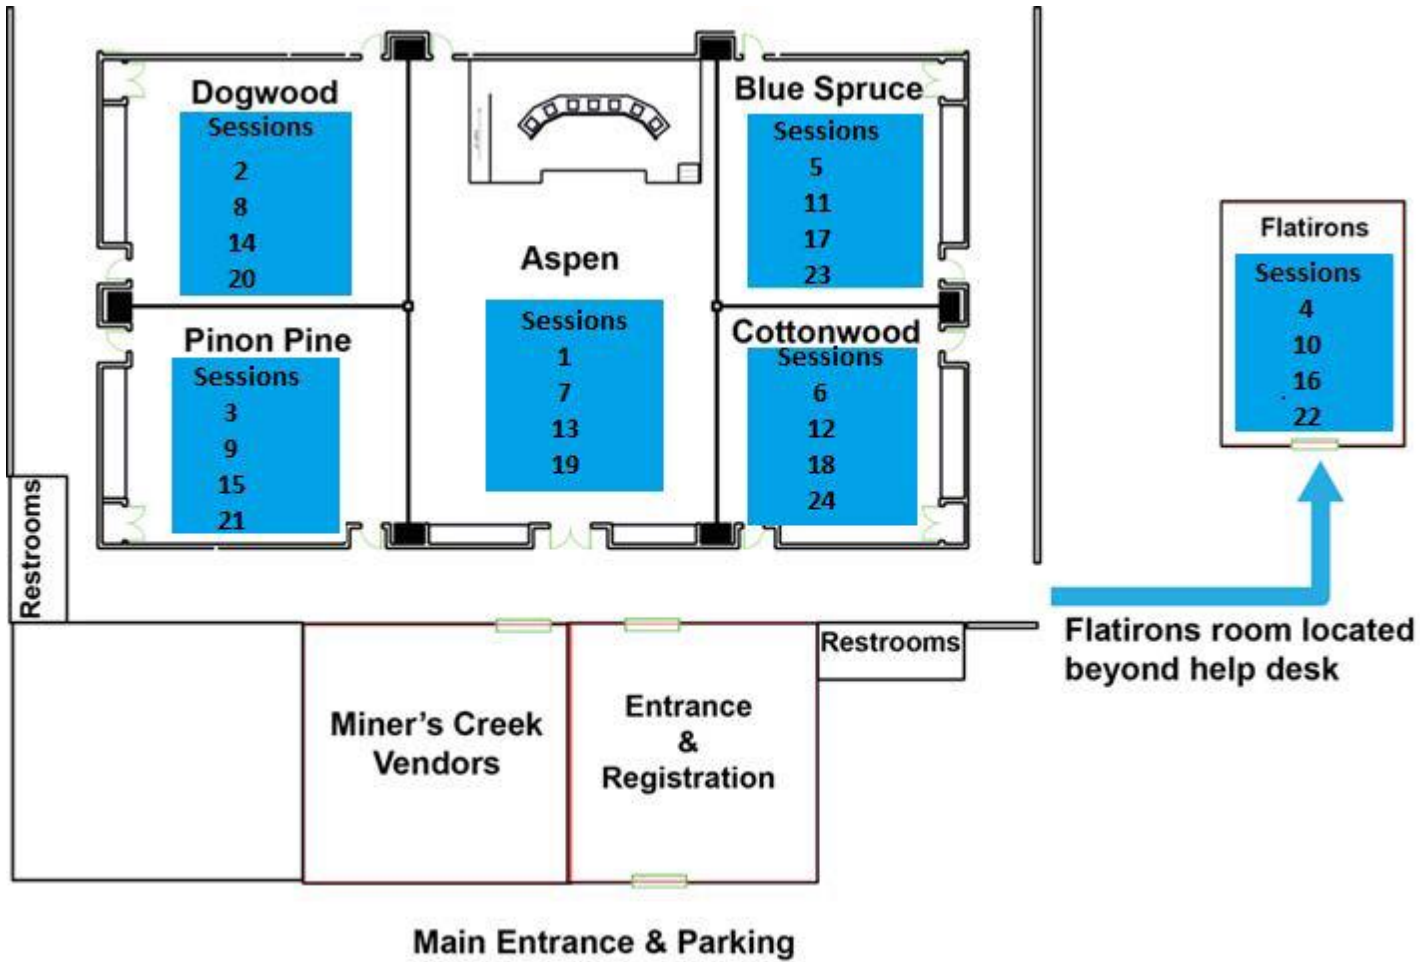 Dogwood
Sessions
2
8
14
20
Aspen
Sessions
1
7
13
19
Blue Spruce
Sessions
5
11
17
23
Flatirons
Sessions
4
10
16
22
Pinon Pine
Sessions
3
9
15
21
Cottonwood
Sessions
6
12
18
24
Restrooms
Restrooms
Flatirons room located
beyond help desk
Miner's Creek
Vendors
Entrance
&
Registration
Main Entrance & Parking